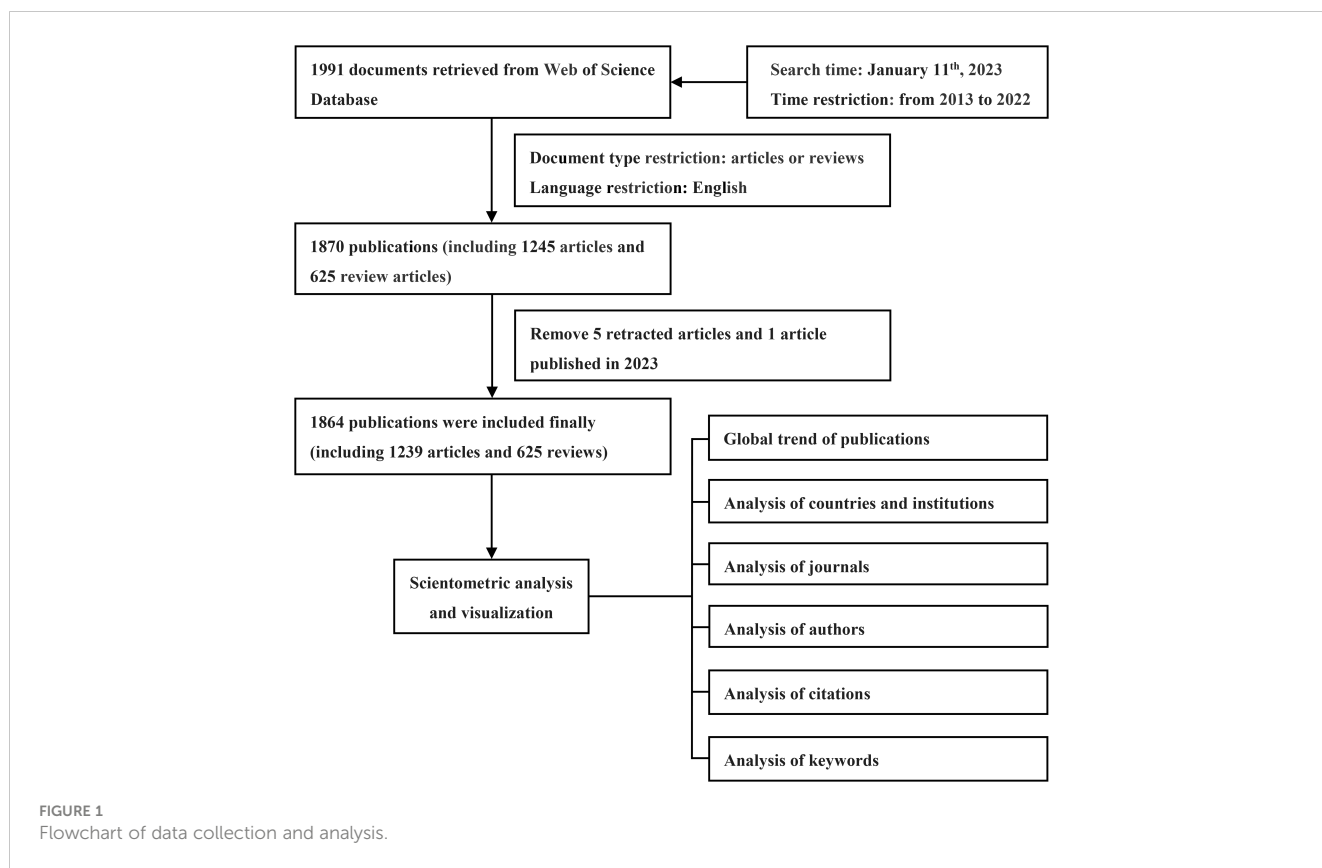 1991 documents retrieved from Web of Science
Database
Search time: January 11th, 2023
Time restriction: from 2013 to 2022
Document type restriction: articles or reviews
Language restriction: English
1870 publications (including 1245 articles and
625 review articles)
Remove 5 retracted articles and 1 article
published in 2023
1864 publications were included finally
(including 1239 articles and 625 reviews)
Scientometric analysis
and visualization
Global trend of publications
Analysis of countries and institutions
Analysis of journals
Analysis of authors
Analysis of citations
Analysis of keywords
FIGURE 1
Flowchart of data collection and analysis.